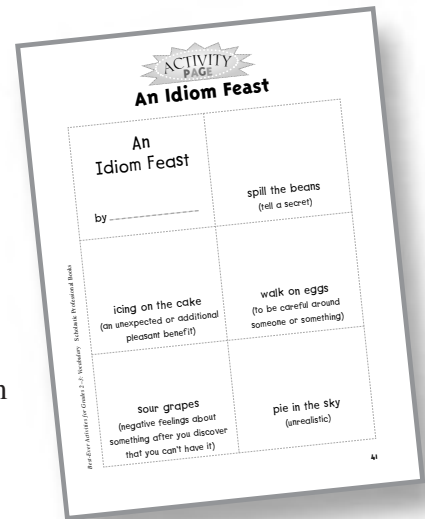 ACTIVITY
PAGE
An Idiom Feast
An
Idiom Feast
by
spill the beans
(tell a secret)
icing on the cake
(an unexpected or additional
pleasant benefit)
walk on eggs
(to be careful around
someone or something)
sour grapes
(negative feelings about
something after you discover
that you can't have it)
pie in the sky
(unrealistic)
Best-Ever Activities for Grades 2–3: Vocabulary Scholastic Professional Books
41